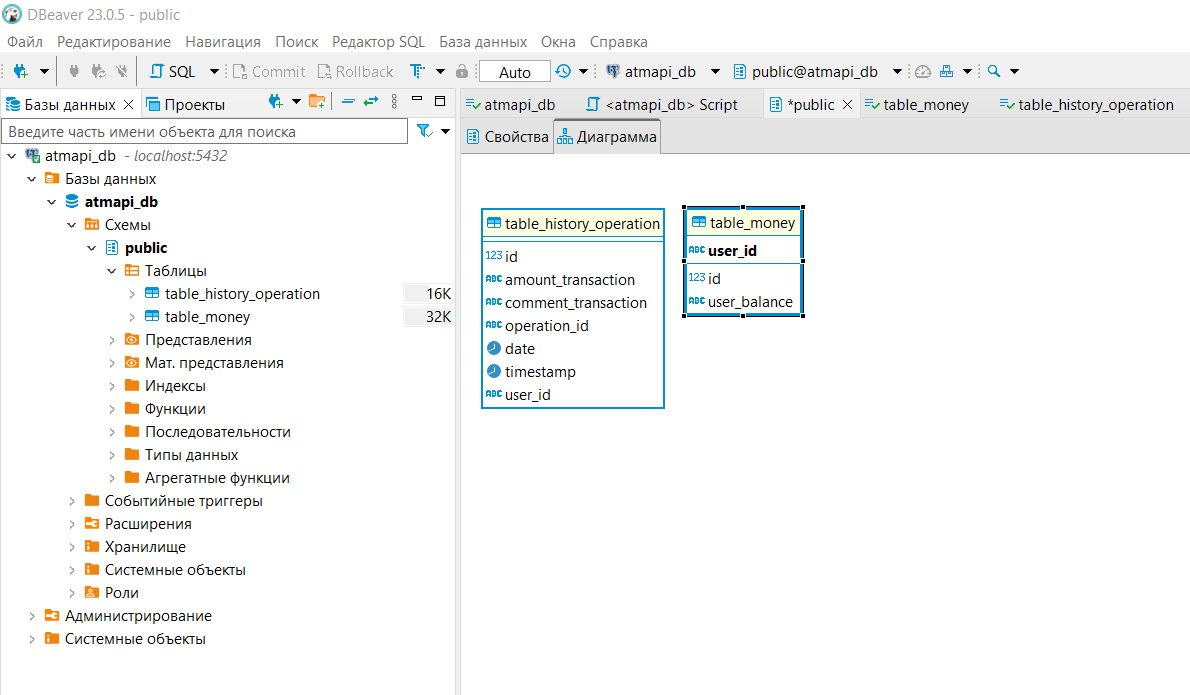 DBeaver 23.0.5 - public
Файл Редактирование Навигация Поиск Редактор SQL База данных Окна Справка
SQL Commit Rollback Auto atmapi_db public@atmapi_db
Базы данных Проекты
atmapi_db <atmapi_db> Script *public table_money table_history_operation
Введите часть имени объекта для поиска
Свойства Диаграмма
atmapi_db - localhost:5432
Базы данных
atmapi_db
Схемы
public
Таблицы
table_history_operation 16K
table_money 32K
Представления
Мат. представления
Индексы
Функции
Последовательности
Типы данных
Агрегатные функции
Событийные триггеры
Расширения
Хранилище
Системные объекты
Роли
Администрирование
Системные объекты
table_history_operation
123 id
ABC amount_transaction
ABC comment_transaction
ABC operation_id
date
timestamp
ABC user_id
table_money
ABC user_id
123 id
ABC user_balance